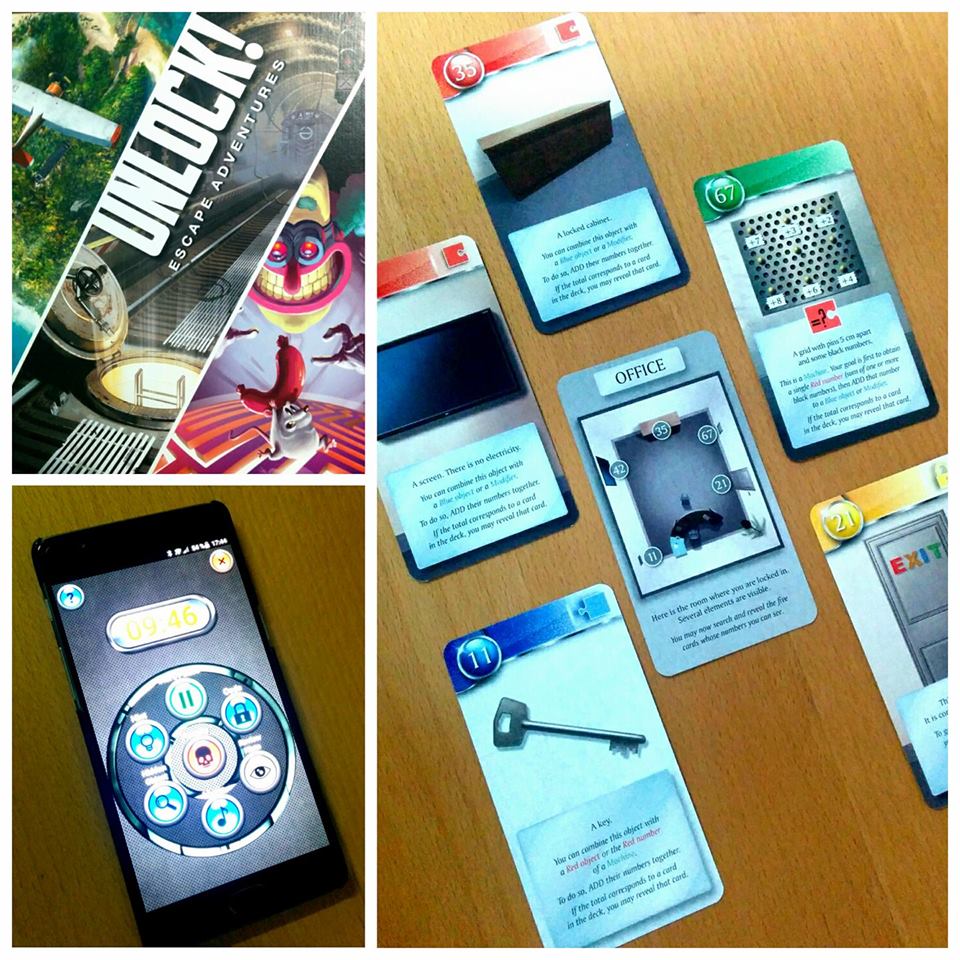 UNLOCK!
ESCAPE ADVENTURES
17:46
?
09:46
35
A locked cabinet.
You can combine this object with
a Blue object or a Modifier.
To do so, ADD their numbers together.
If the total corresponds to a card
in the deck, you may reveal that card.
67
+7
+3
+2
+8
+6
+4
=?
A grid with pins 5 cm apart
and some black numbers.
This is a Machine. Your goal is first to obtain
a single Red number (sum of one or more
black numbers), then ADD that number
to a Blue object or Modifier.
If the total corresponds to a card
in the deck, you may reveal that card.
A screen. There is no electricity.
You can combine this object with
a Blue object or a Modifier.
To do so, ADD their numbers together.
If the total corresponds to a card
in the deck, you may reveal that card.
OFFICE
35
67
42
21
11
Here is the room where you are locked in.
Several elements are visible.
You may now search and reveal the five
cards whose numbers you can see.
21
EXIT
11
A key.
You can combine this object with
a Red object or the Red number
of a Machine.
To do so, ADD their numbers together.
If the total corresponds to a card
in the deck, you may reveal that card.